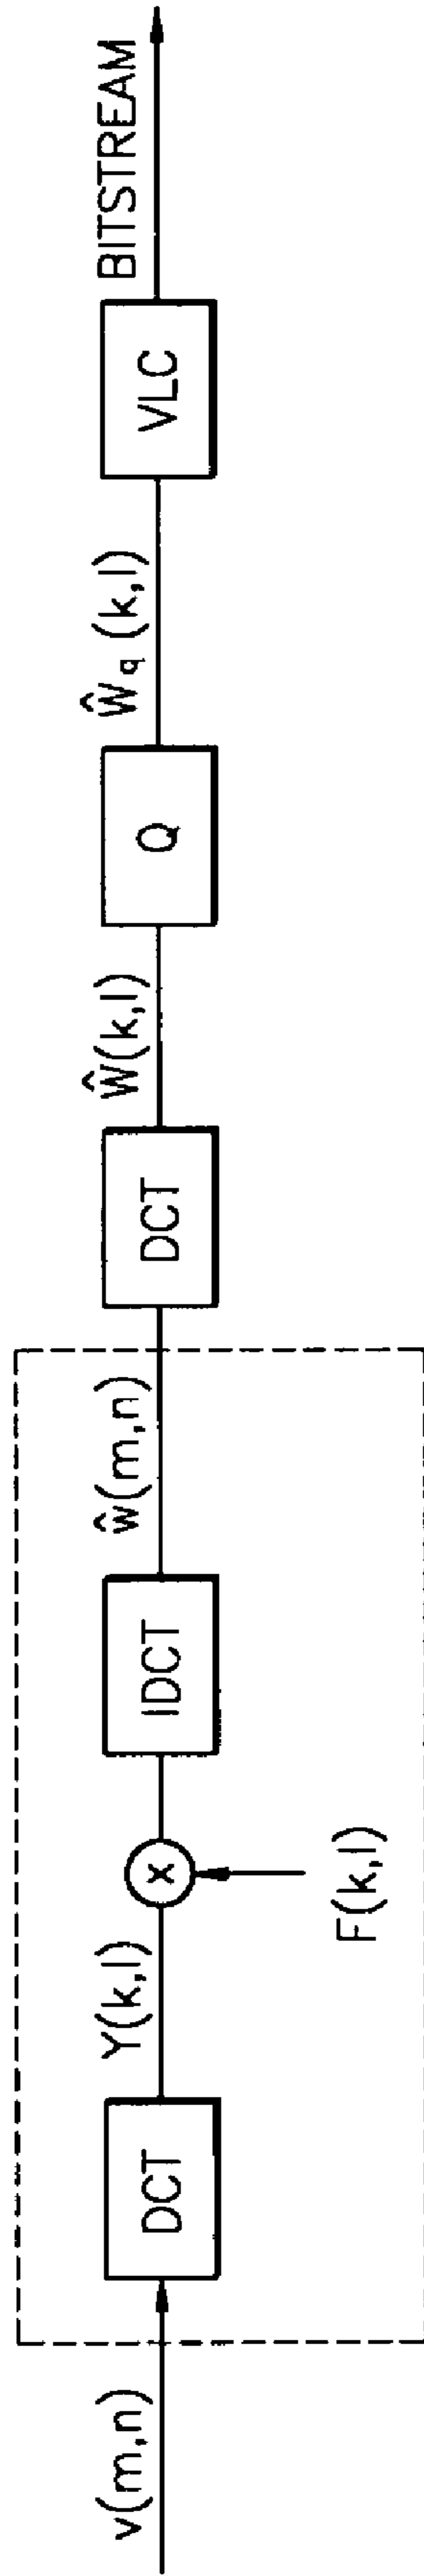 v(m,n)
DCT
Y(k,l)
x
F(k,l)
IDCT
ŵ(m,n)
DCT
Ŵ(k,l)
Q
Ŵq(k,l)
VLC
BITSTREAM